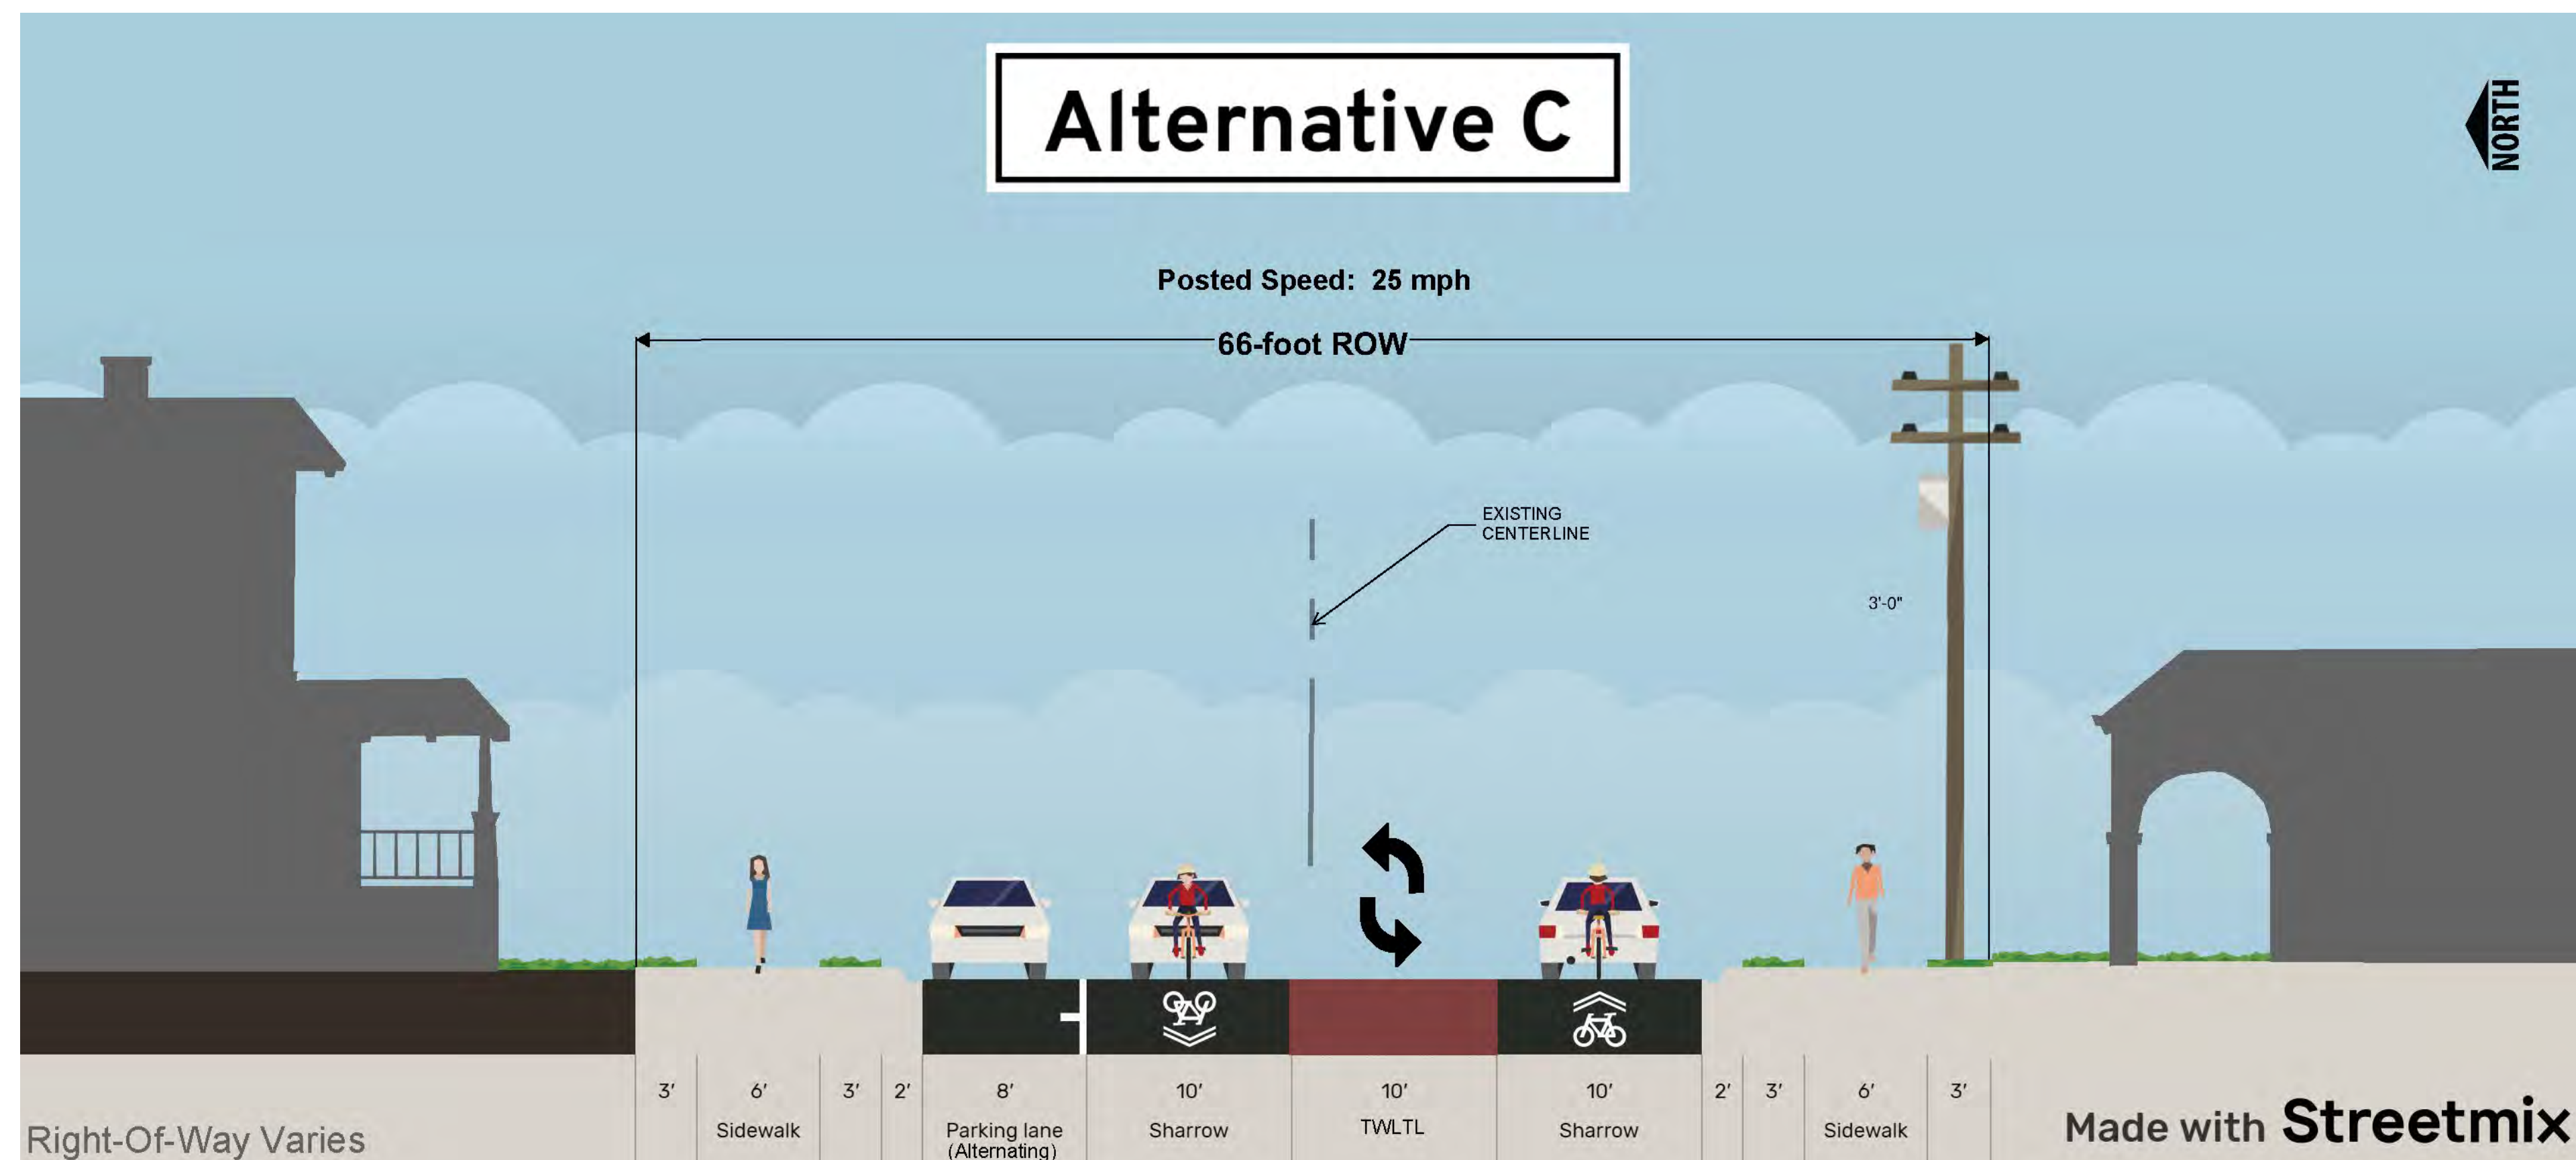 Alternative C
NORTH
Posted Speed: 25 mph
66-foot ROW
EXISTING
CENTERLINE
3'-0"
3' 6' 3' 2' 8' 10' 10' 10' 2' 3' 6' 3'
Sidewalk Parking lane Sharrow TWLTL Sharrow Sidewalk
(Alternating)
Right-Of-Way Varies
Made with Streetmix